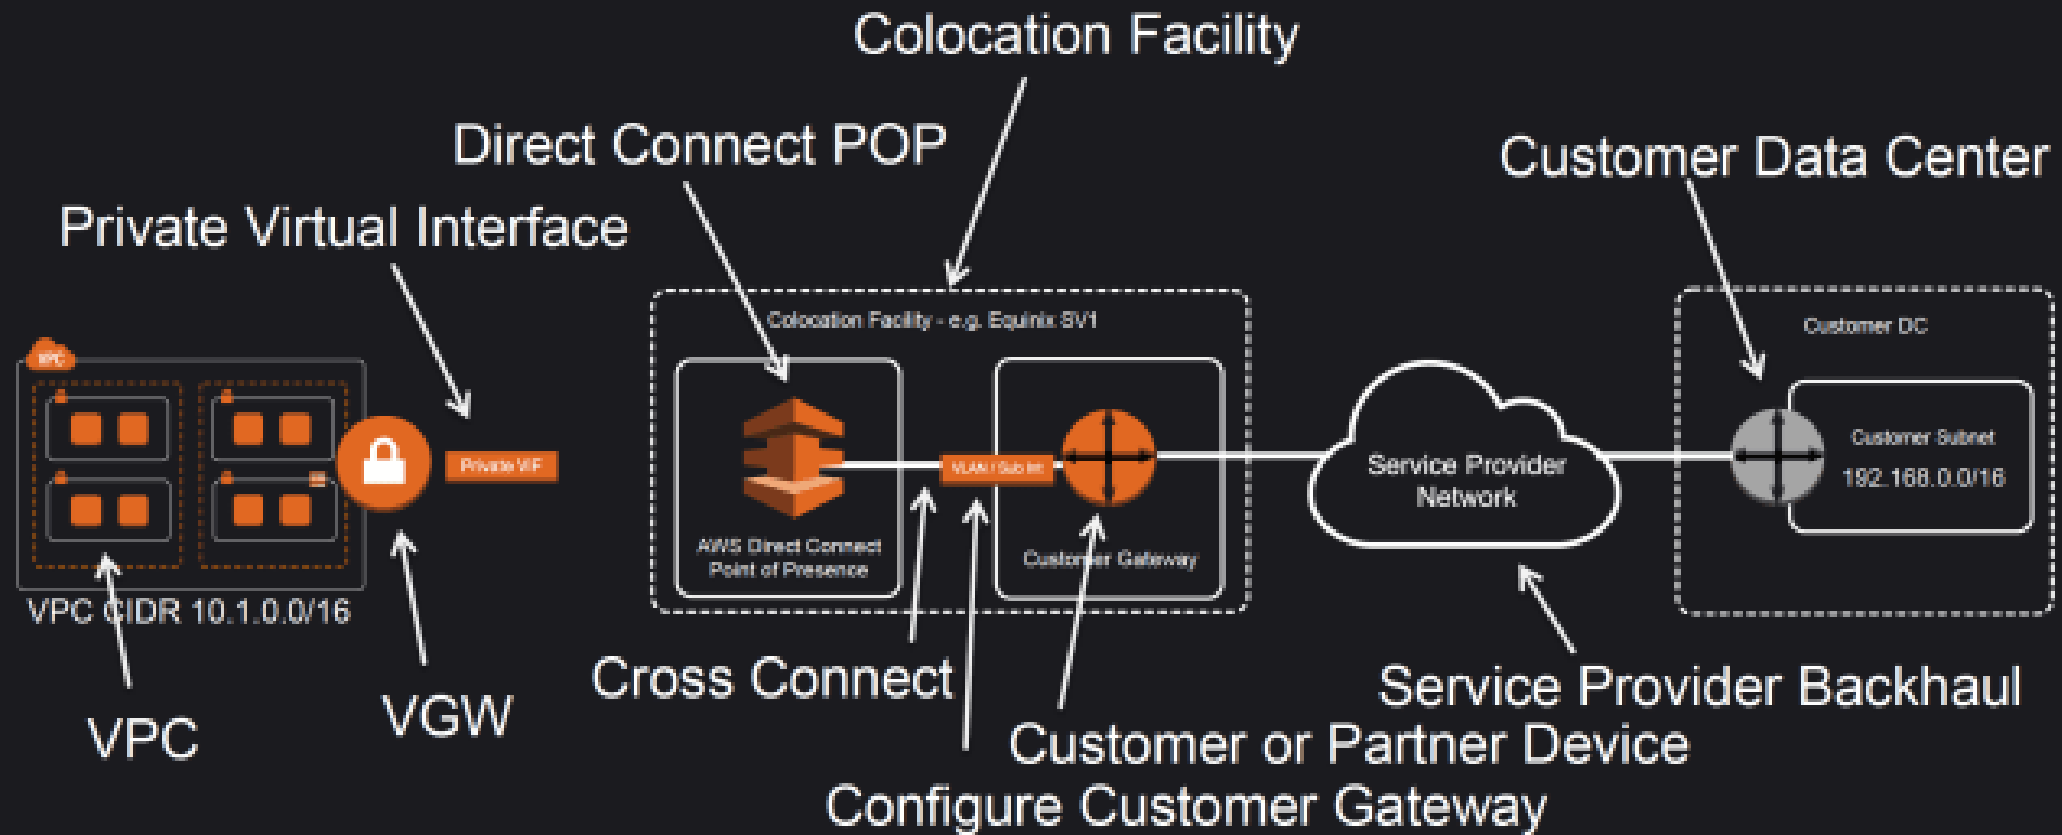 Colocation Facility
Direct Connect POP
Customer Data Center
Private Virtual Interface
Colocation Facility - e.g. Equinix SV1
Customer DC
VPC
Private VIF
VLAN / Sub Int
Service Provider
Network
Customer Subnet
192.168.0.0/16
AWS Direct Connect
Point of Presence
Customer Gateway
VPC CIDR 10.1.0.0/16
Cross Connect
Service Provider Backhaul
VGW
VPC
Customer or Partner Device
Configure Customer Gateway